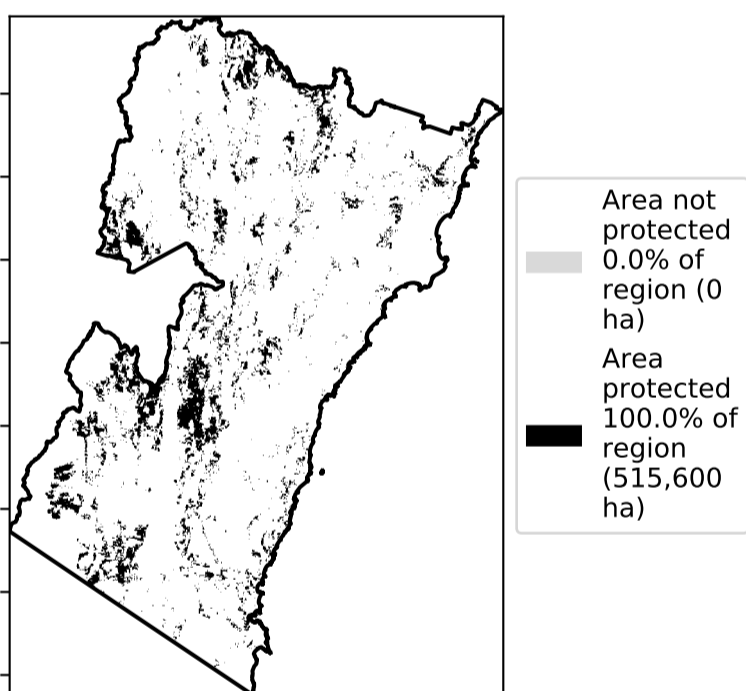 Area not
protected
0.0% of
region (0
ha)
Area
protected
100.0% of
region
(515,600
ha)